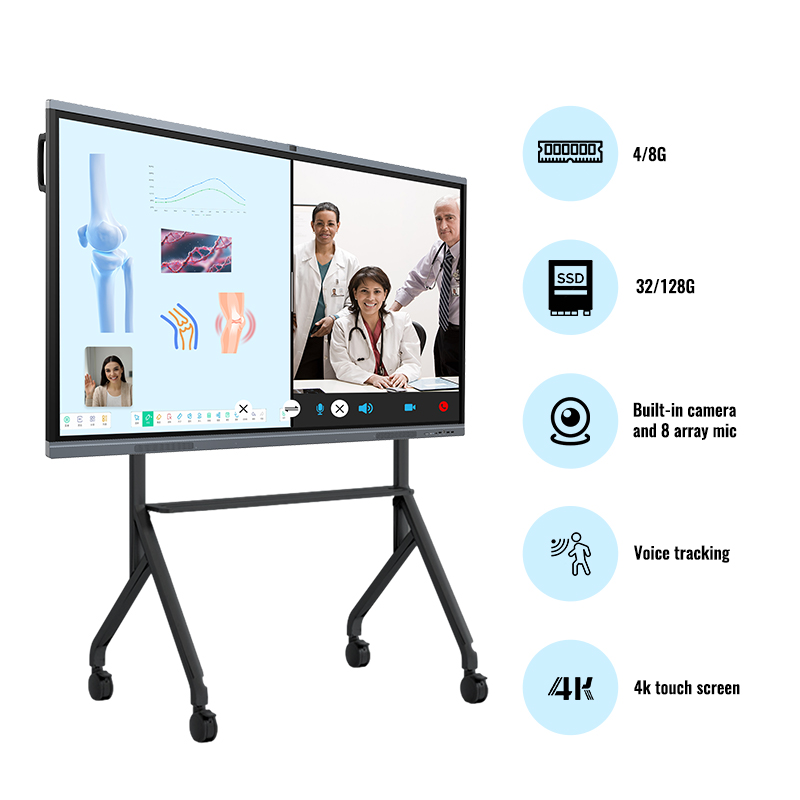 4/8G
SSD
32/128G
Built-in camera
and 8 array mic
Voice tracking
4K
4k touch screen